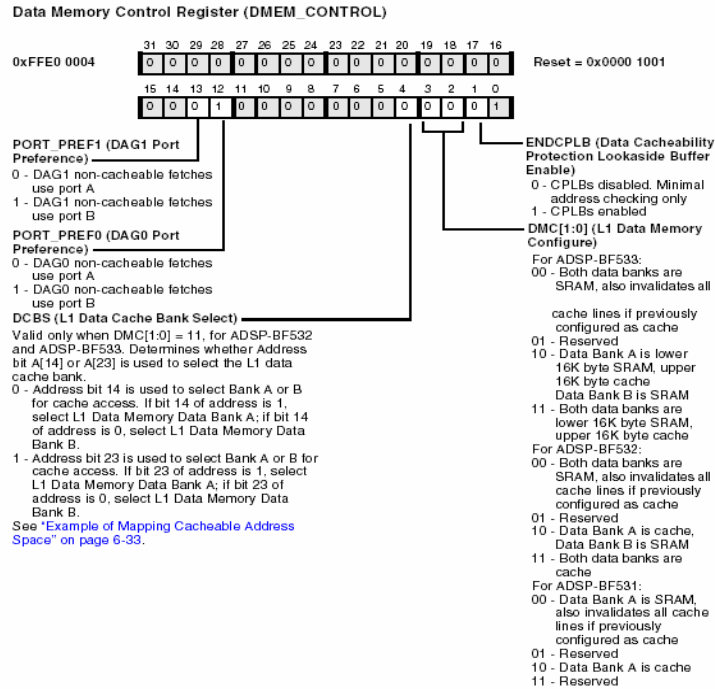 Data Memory Control Register (DMEM_CONTROL)
31 30 29 28 27 26 25 24 23 22 21 20 19 18 17 16
0xFFE0 0004 0 0 0 0 0 0 0 0 0 0 0 0 0 0 0 0 Reset = 0x0000 1001
15 14 13 12 11 10 9 8 7 6 5 4 3 2 1 0
0 0 0 1 0 0 0 0 0 0 0 0 0 0 0 1
PORT_PREF1 (DAG1 Port
Preference)
0 - DAG1 non-cacheable fetches
use port A
1 - DAG1 non-cacheable fetches
use port B
PORT_PREF0 (DAG0 Port
Preference)
0 - DAG0 non-cacheable fetches
use port A
1 - DAG0 non-cacheable fetches
use port B
DCBS (L1 Data Cache Bank Select)
Valid only when DMC[1:0] = 11, for ADSP-BF532
and ADSP-BF533. Determines whether Address
bit A[14] or A[23] is used to select the L1 data
cache bank.
0 - Address bit 14 is used to select Bank A or B
for cache access. If bit 14 of address is 1,
select L1 Data Memory Data Bank A; if bit 14
of address is 0, select L1 Data Memory Data
Bank B.
1 - Address bit 23 is used to select Bank A or B for
cache access. If bit 23 of address is 1, select
L1 Data Memory Data Bank A; if bit 23 of
address is 0, select L1 Data Memory Data
Bank B.
See "Example of Mapping Cacheable Address
Space" on page 6-33.
ENDCPLB (Data Cacheability
Protection Lookaside Buffer
Enable)
0 - CPLBs disabled. Minimal
address checking only
1 - CPLBs enabled
DMC[1:0] (L1 Data Memory
Configure)
For ADSP-BF533:
00 - Both data banks are
SRAM, also invalidates all
cache lines if previously
configured as cache
01 - Reserved
10 - Data Bank A is lower
16K byte SRAM, upper
16K byte cache
Data Bank B is SRAM
11 - Both data banks are
lower 16K byte SRAM,
upper 16K byte cache
For ADSP-BF532:
00 - Both data banks are
SRAM, also invalidates all
cache lines if previously
configured as cache
01 - Reserved
10 - Data Bank A is cache,
Data Bank B is SRAM
11 - Both data banks are
cache
For ADSP-BF531:
00 - Data Bank A is SRAM,
also invalidates all cache
lines if previously
configured as cache
01 - Reserved
10 - Data Bank A is cache
11 - Reserved